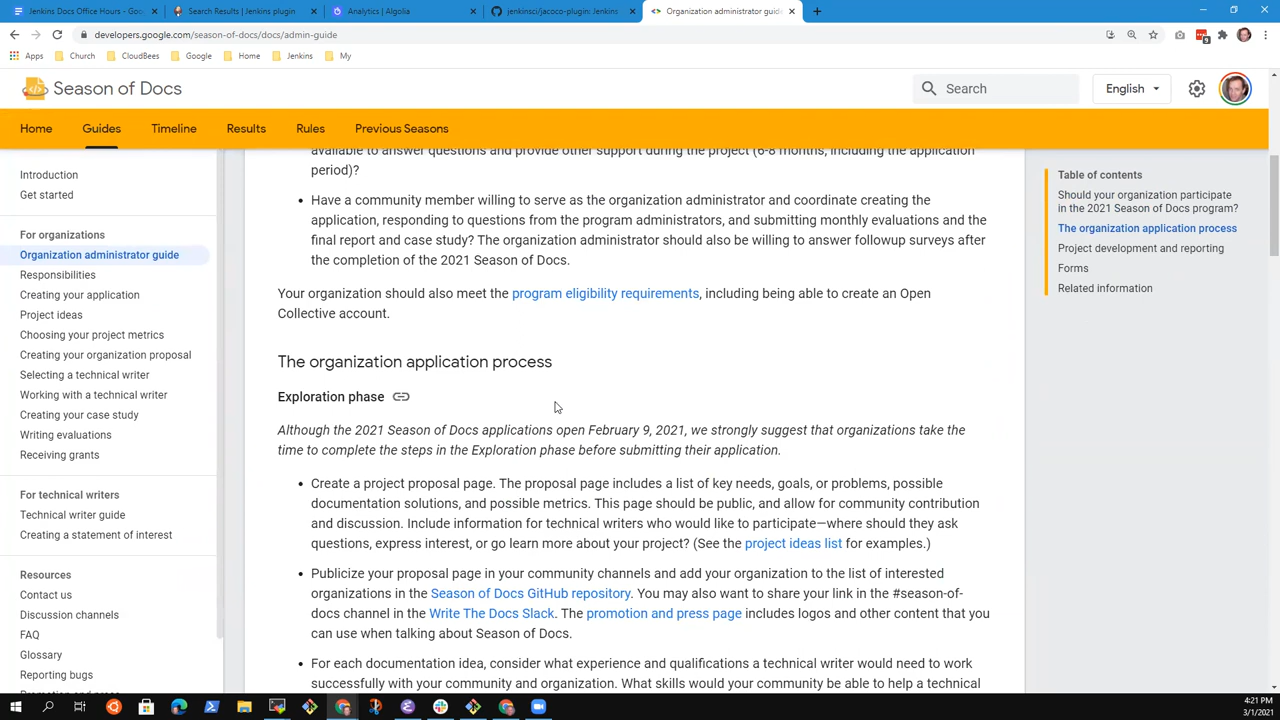 Jenkins Docs Office Hours - Goo
Search Results | Jenkins plugin
Analytics | Algolia
jenkinsci/jacoco-plugin: Jenkins
Organization administrator guide
developers.google.com/season-of-docs/docs/admin-guide
Apps
Church
CloudBees
Google
Home
Jenkins
My
Season of Docs
Search
English
Home
Guides
Timeline
Results
Rules
Previous Seasons
Introduction
Get started
For organizations
Organization administrator guide
Responsibilities
Creating your application
Project ideas
Choosing your project metrics
Creating your organization proposal
Selecting a technical writer
Working with a technical writer
Creating your case study
Writing evaluations
Receiving grants
For technical writers
Technical writer guide
Creating a statement of interest
Resources
Contact us
Discussion channels
FAQ
Glossary
Reporting bugs
available to answer questions and provide other support during the project (6-8 months, including the application
period)?
• Have a community member willing to serve as the organization administrator and coordinate creating the
application, responding to questions from the program administrators, and submitting monthly evaluations and the
final report and case study? The organization administrator should also be willing to answer followup surveys after
the completion of the 2021 Season of Docs.
Your organization should also meet the program eligibility requirements, including being able to create an Open
Collective account.
The organization application process
Exploration phase
Although the 2021 Season of Docs applications open February 9, 2021, we strongly suggest that organizations take the
time to complete the steps in the Exploration phase before submitting their application.
• Create a project proposal page. The proposal page includes a list of key needs, goals, or problems, possible
documentation solutions, and possible metrics. This page should be public, and allow for community contribution
and discussion. Include information for technical writers who would like to participate—where should they ask
questions, express interest, or go learn more about your project? (See the project ideas list for examples.)
• Publicize your proposal page in your community channels and add your organization to the list of interested
organizations in the Season of Docs GitHub repository. You may also want to share your link in the #season-of-
docs channel in the Write The Docs Slack. The promotion and press page includes logos and other content that you
can use when talking about Season of Docs.
• For each documentation idea, consider what experience and qualifications a technical writer would need to work
successfully with your community and organization. What skills would your community be able to help a technical
Table of contents
Should your organization participate
in the 2021 Season of Docs program?
The organization application process
Project development and reporting
Forms
Related information
4:21 PM
3/1/2021